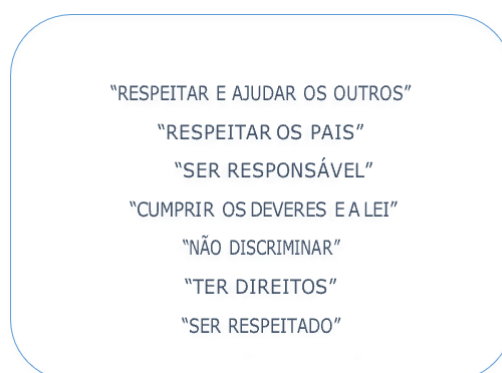 “RESPEITAR E AJUDAR OS OUTROS”
“RESPEITAR OS PAIS”
“SER RESPONSÁVEL”
“CUMPRIR OS DEVERES E A LEI”
“NÃO DISCRIMINAR”
“TER DIREITOS”
“SER RESPEITADO”